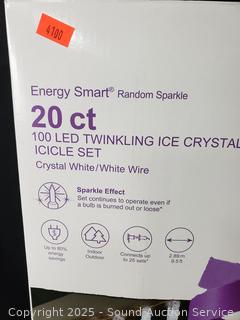 4100
Energy Smart® Random Sparkle
20 ct
100 LED TWINKLING ICE CRYSTAL
ICICLE SET
Crystal White/White Wire
Sparkle Effect
Set continues to operate even if
a bulb is burned out or loose*
Up to 80%
energy
savings
Indoor
Outdoor
Connects up
to 25 sets*
2.89 m
9.5 ft
Copyright 2025 - Sound Auction Service